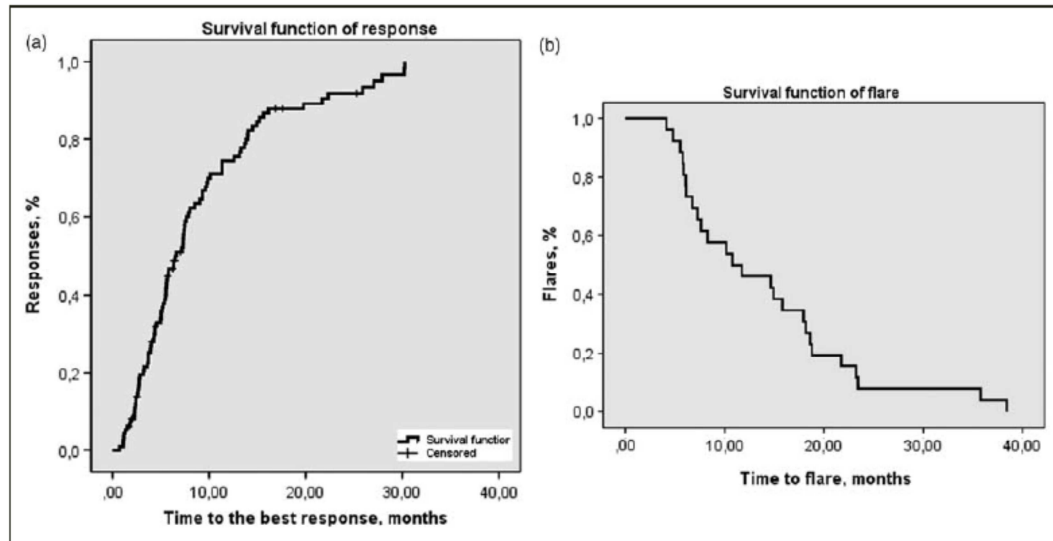 (a)
Survival function of response
Responses, %
1,0
0,8
0,6
0,4
0,2
0,0
Survival function
Censored
,00
10,00
20,00
30,00
40,00
Time to the best response, months
(b)
Survival function of flare
Flares, %
1,0
0,8
0,6
0,4
0,2
0,0
,00
10,00
20,00
30,00
40,00
Time to flare, months